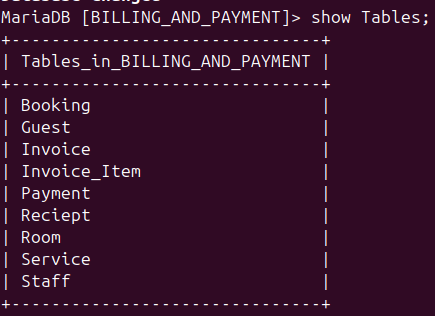 MariaDB [BILLING_AND_PAYMENT]> show Tables;
+-------------------------------+
| Tables_in_BILLING_AND_PAYMENT |
+-------------------------------+
| Booking                       |
| Guest                         |
| Invoice                       |
| Invoice_Item                  |
| Payment                       |
| Reciept                       |
| Room                          |
| Service                       |
| Staff                         |
+-------------------------------+